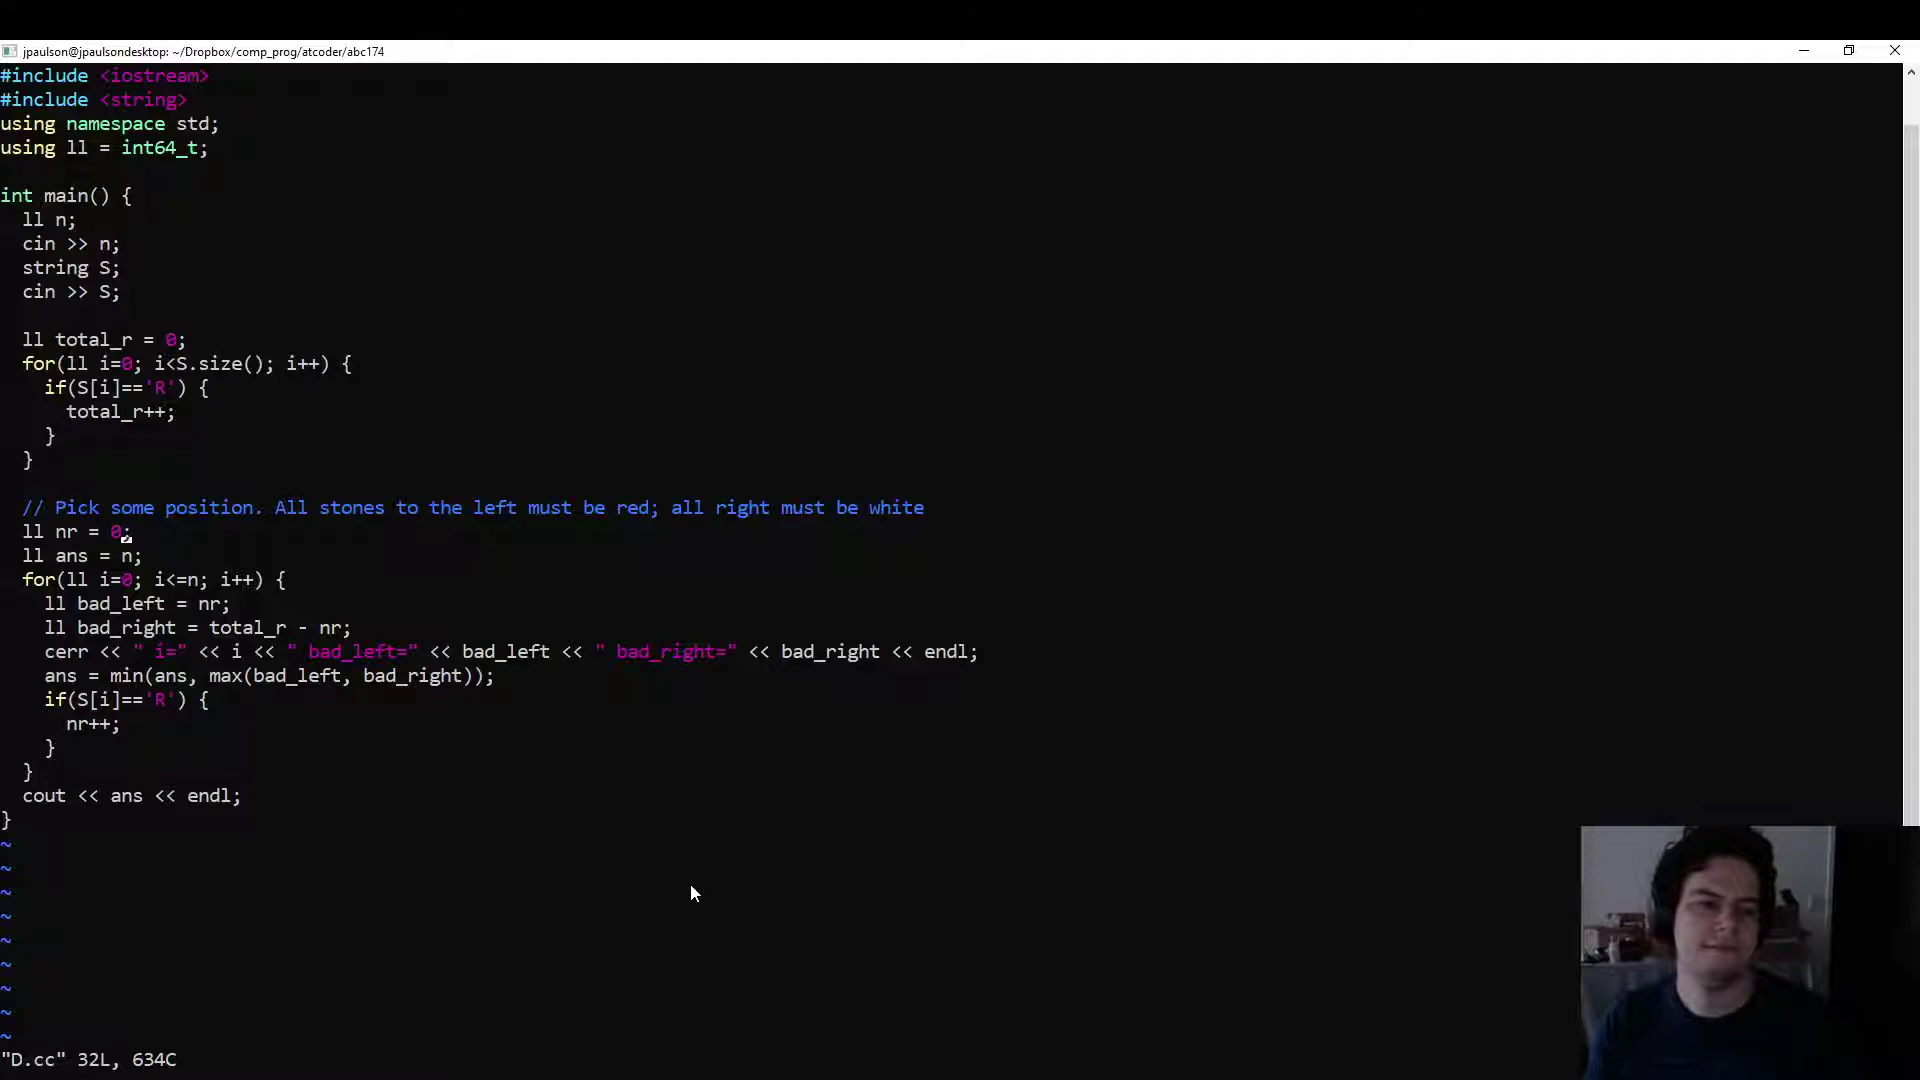 jpaulson@jpaulsondesktop: ~/Dropbox/comp_prog/atcoder/abc174
#include <iostream>
#include <string>
using namespace std;
using ll = int64_t;
int main() {
  ll n;
  cin >> n;
  string S;
  cin >> S;
  ll total_r = 0;
  for(ll i=0; i<S.size(); i++) {
    if(S[i]=='R') {
      total_r++;
    }
  }
  // Pick some position. All stones to the left must be red; all right must be white
  ll nr = 0;
  ll ans = n;
  for(ll i=0; i<=n; i++) {
    ll bad_left = nr;
    ll bad_right = total_r - nr;
    cerr << " i=" << i << " bad_left=" << bad_left << " bad_right=" << bad_right << endl;
    ans = min(ans, max(bad_left, bad_right));
    if(S[i]=='R') {
      nr++;
    }
  }
  cout << ans << endl;
}
~
~
~
~
~
~
~
~
~
"D.cc" 32L, 634C